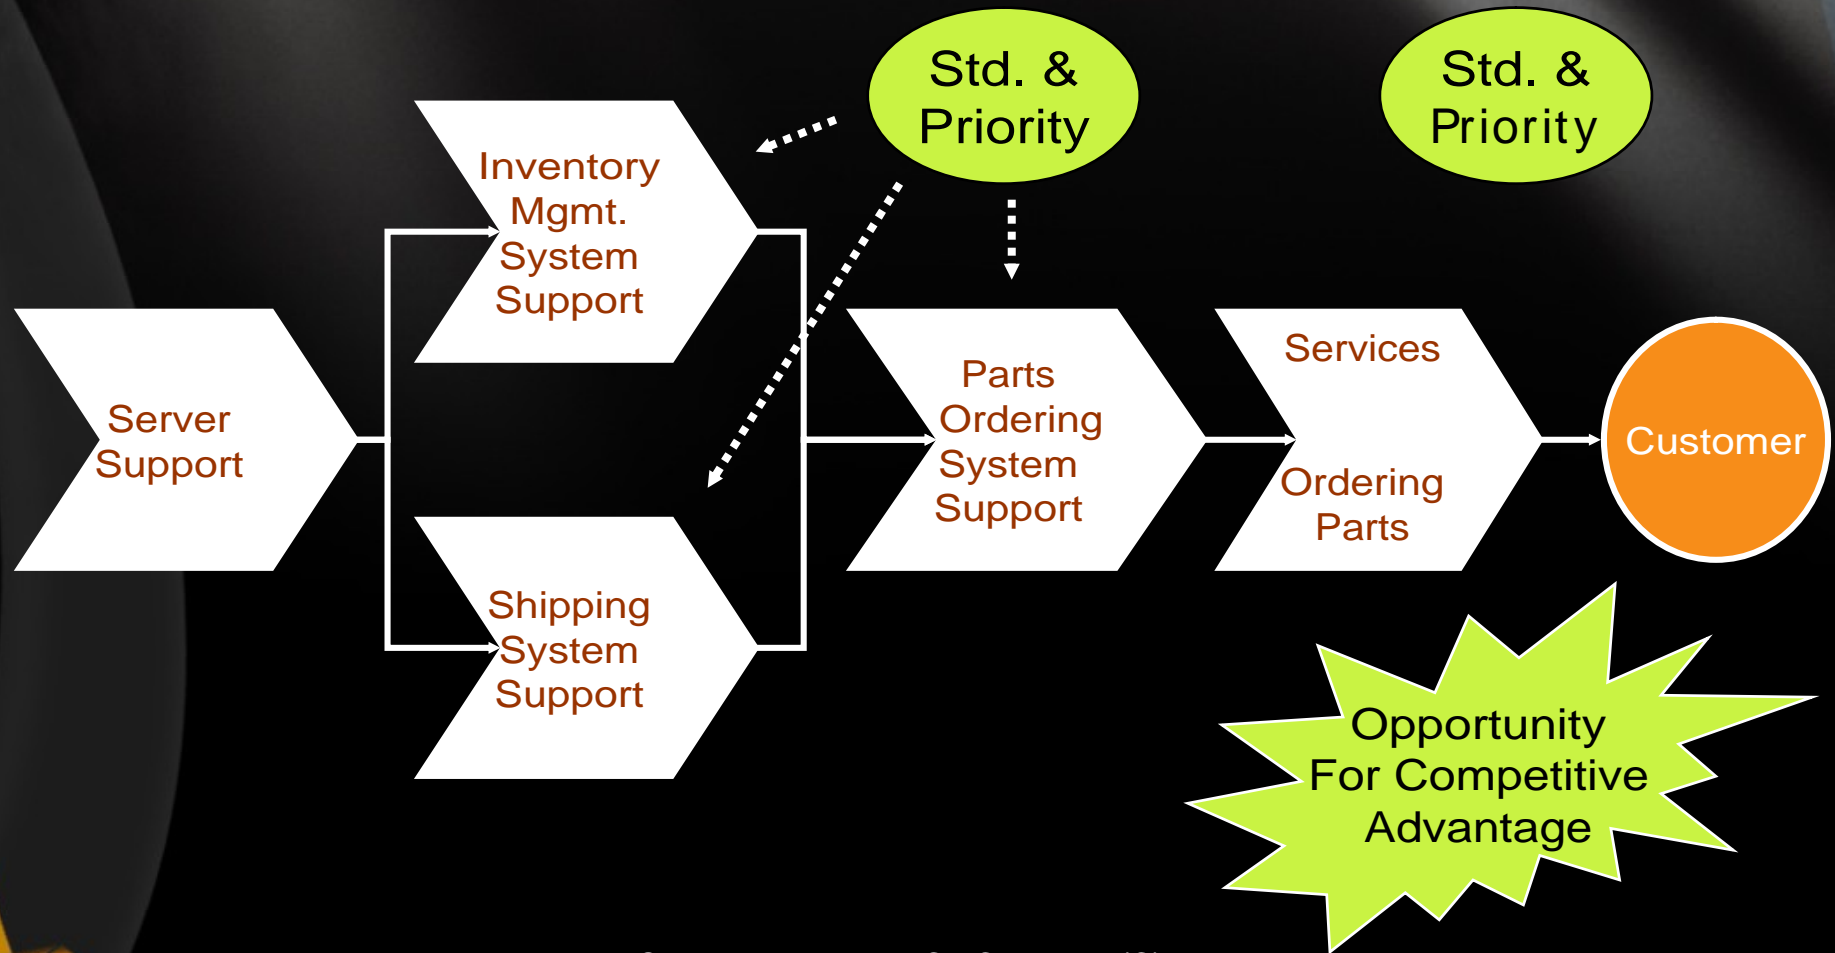 Std. &
Priority
Std. &
Priority
Inventory
Mgmt.
System
Support
Server
Support
Shipping
System
Support
Parts
Ordering
System
Support
Services
Ordering
Parts
Customer
Opportunity
For Competitive
Advantage